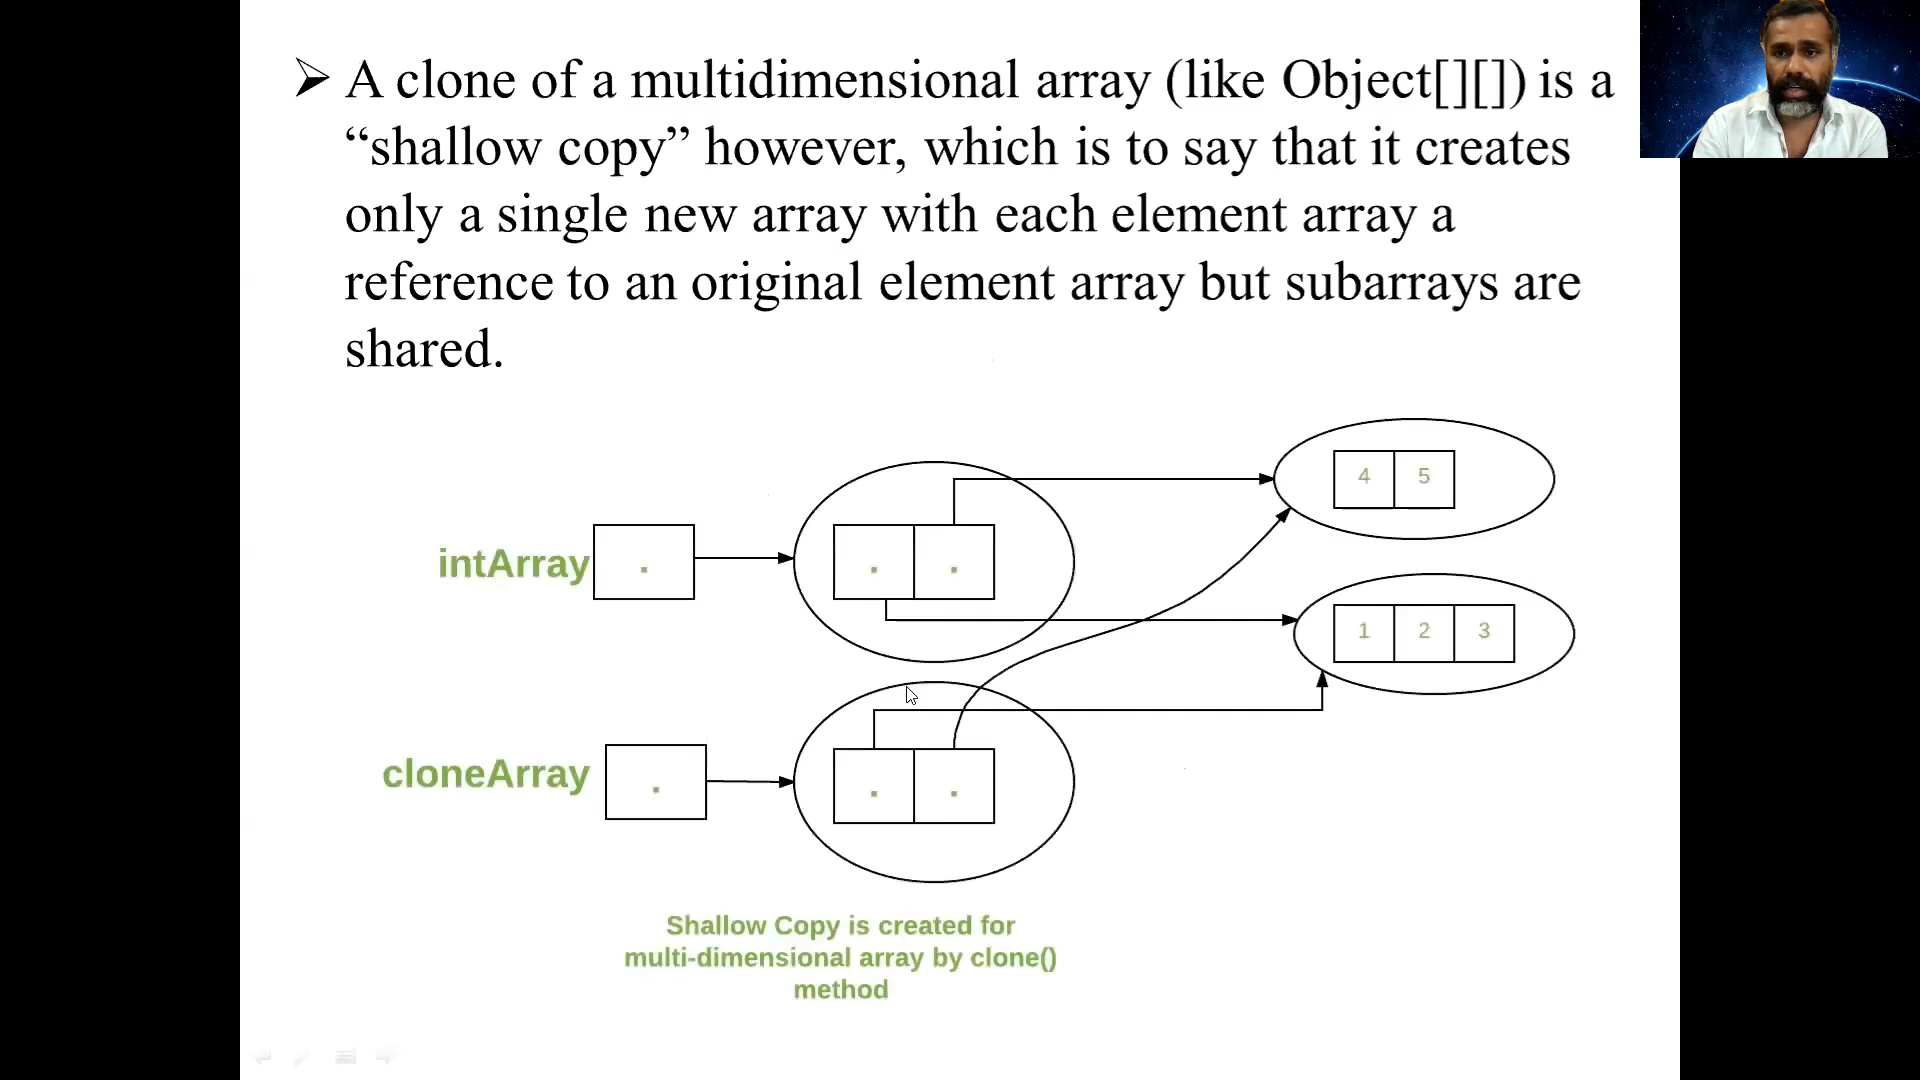 A clone of a multidimensional array (like Object[][]) is a
“shallow copy” however, which is to say that it creates
only a single new array with each element array a
reference to an original element array but subarrays are
shared.
4 5
intArray . . .
1 2 3
cloneArray . . .
Shallow Copy is created for
multi-dimensional array by clone()
method